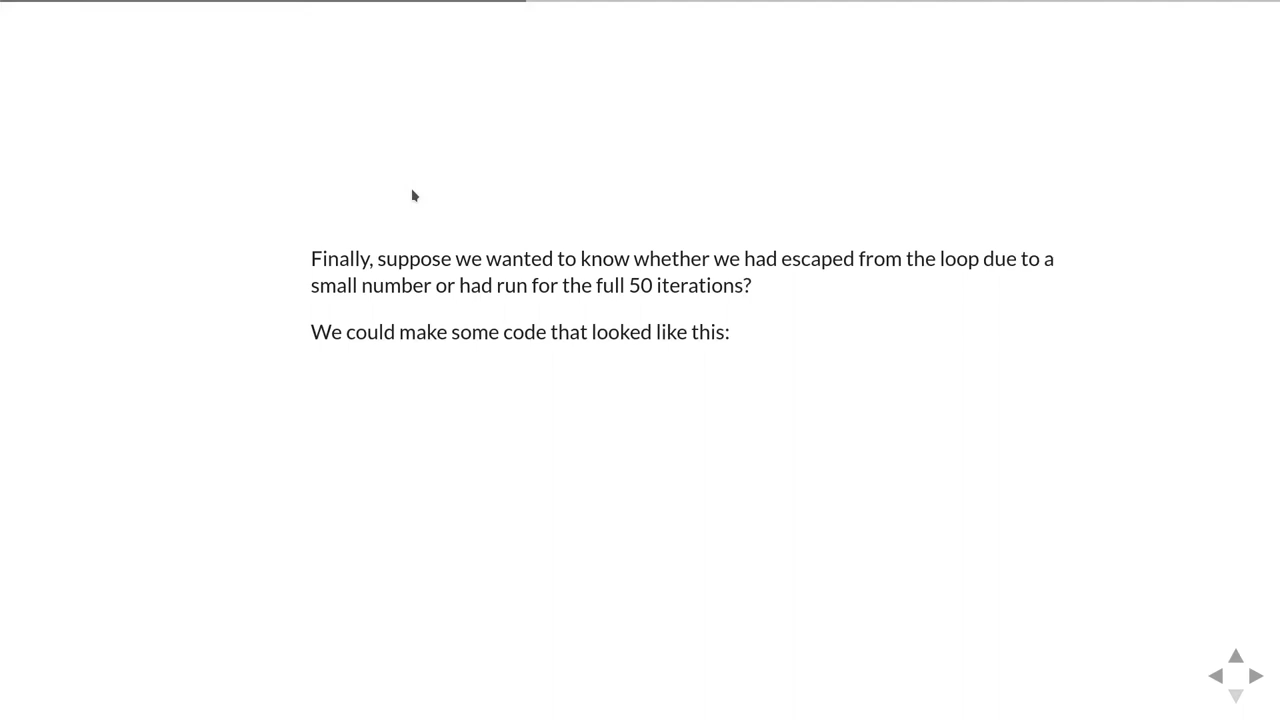 Finally, suppose we wanted to know whether we had escaped from the loop due to a
small number or had run for the full 50 iterations?
We could make some code that looked like this: